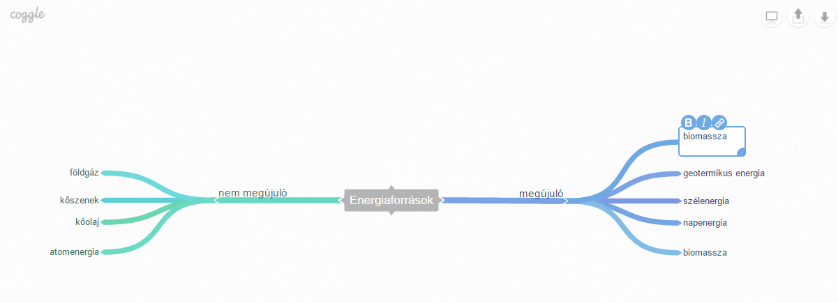 coggle
B I
biomassza
földgáz
kőszenek
kőolaj
atomenergia
nem megújuló
Energiaforrások
megújuló
geotermikus energia
szélenergia
napenergia
biomassza